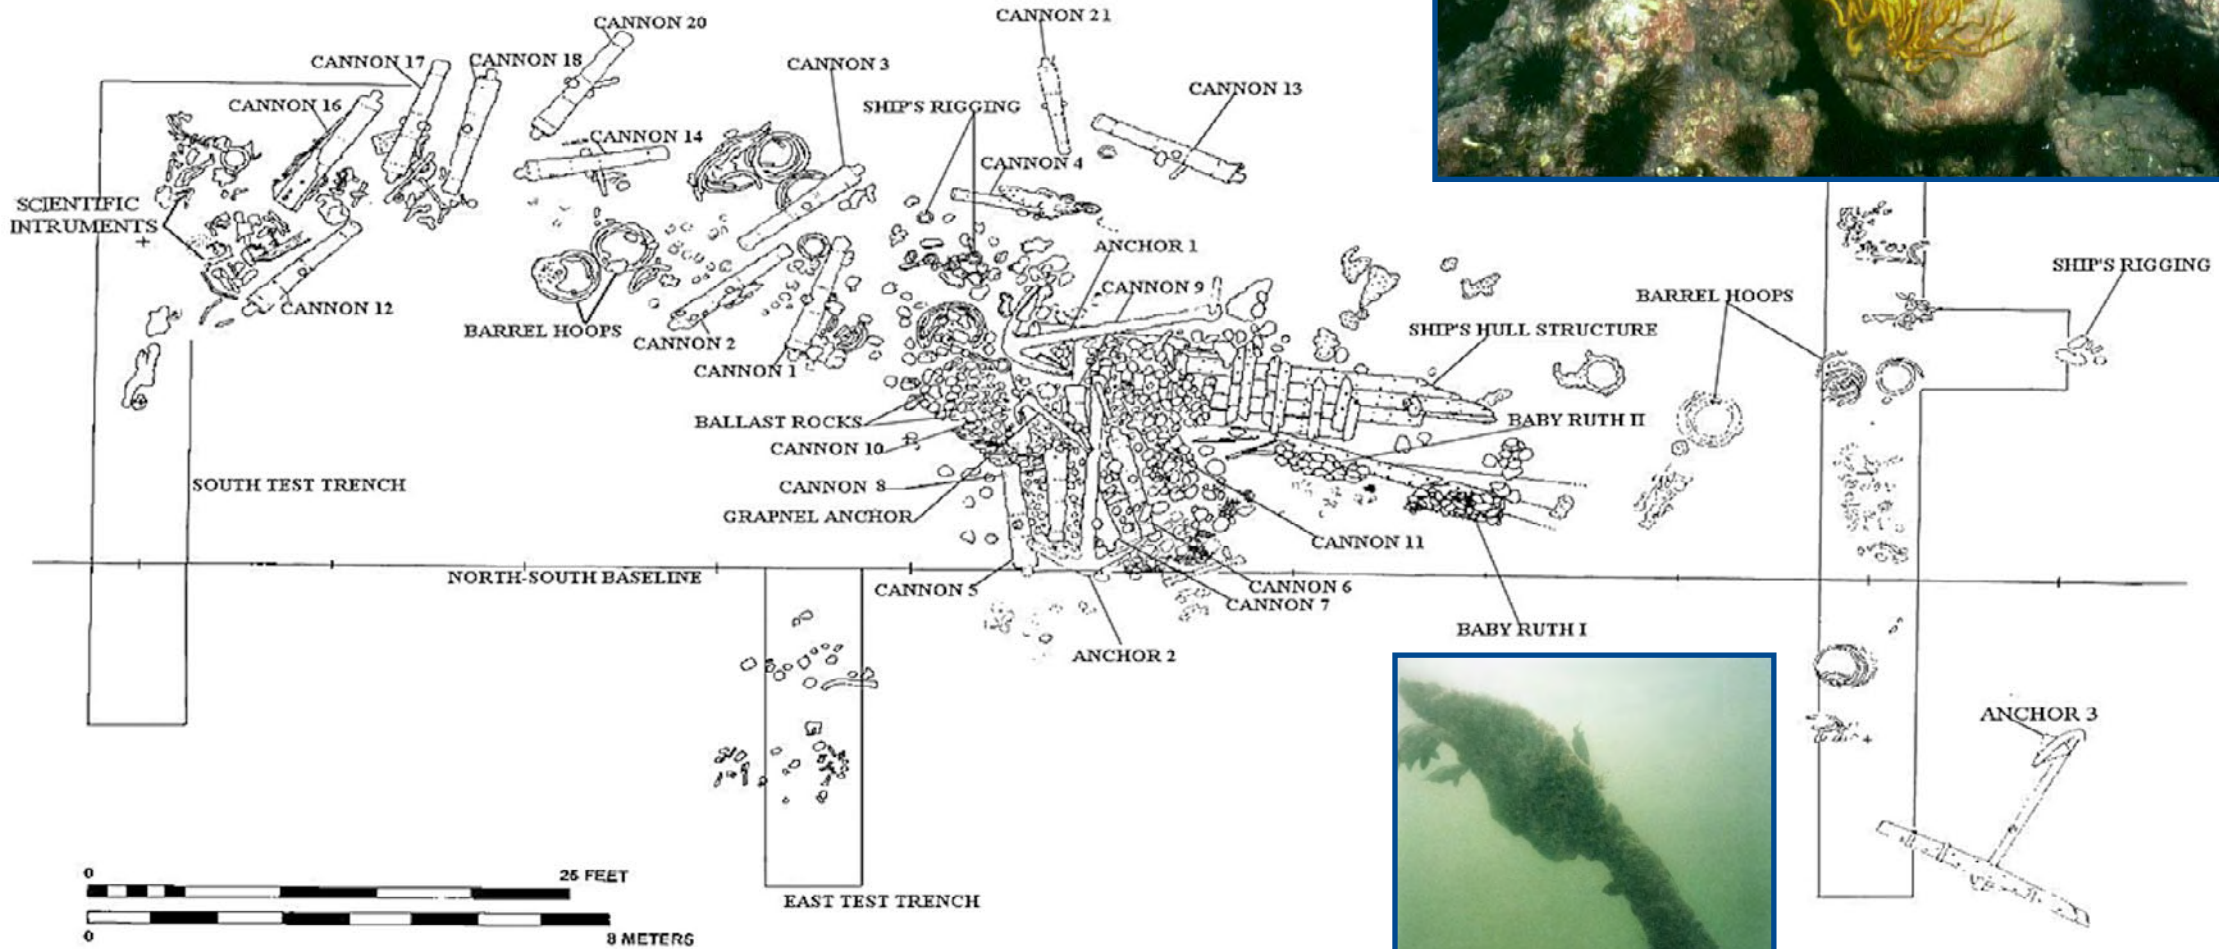 CANNON 21
CANNON 20
CANNON 17
CANNON 18
CANNON 3
CANNON 13
CANNON 16
SHIP'S RIGGING
CANNON 14
CANNON 4
SCIENTIFIC
INTRUMENTS
ANCHOR 1
SHIP'S RIGGING
CANNON 9
BARREL HOOPS
CANNON 12
BARREL HOOPS
SHIP'S HULL STRUCTURE
CANNON 2
CANNON 1
BALLAST ROCKS
BABY RUTH II
CANNON 10
SOUTH TEST TRENCH
CANNON 8
GRAPNEL ANCHOR
CANNON 11
NORTH-SOUTH BASELINE
CANNON 5
CANNON 6
CANNON 7
BABY RUTH I
ANCHOR 2
ANCHOR 3
0 25 FEET
EAST TEST TRENCH
0 8 METERS